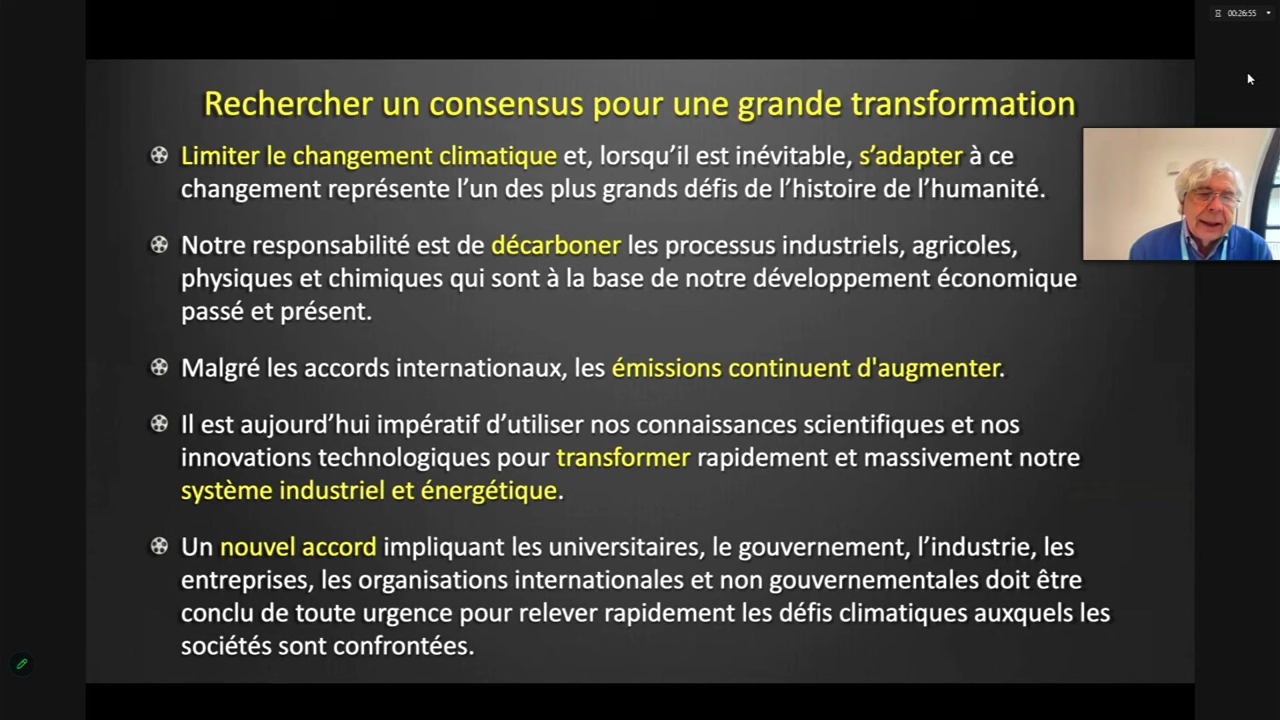 00:26:55
Rechercher un consensus pour une grande transformation
Limiter le changement climatique et, lorsqu’il est inévitable, s’adapter à ce
changement représente l’un des plus grands défis de l’histoire de l’humanité.
Notre responsabilité est de décarboner les processus industriels, agricoles,
physiques et chimiques qui sont à la base de notre développement économique
passé et présent.
Malgré les accords internationaux, les émissions continuent d'augmenter.
Il est aujourd’hui impératif d’utiliser nos connaissances scientifiques et nos
innovations technologiques pour transformer rapidement et massivement notre
système industriel et énergétique.
Un nouvel accord impliquant les universitaires, le gouvernement, l’industrie, les
entreprises, les organisations internationales et non gouvernementales doit être
conclu de toute urgence pour relever rapidement les défis climatiques auxquels les
sociétés sont confrontées.